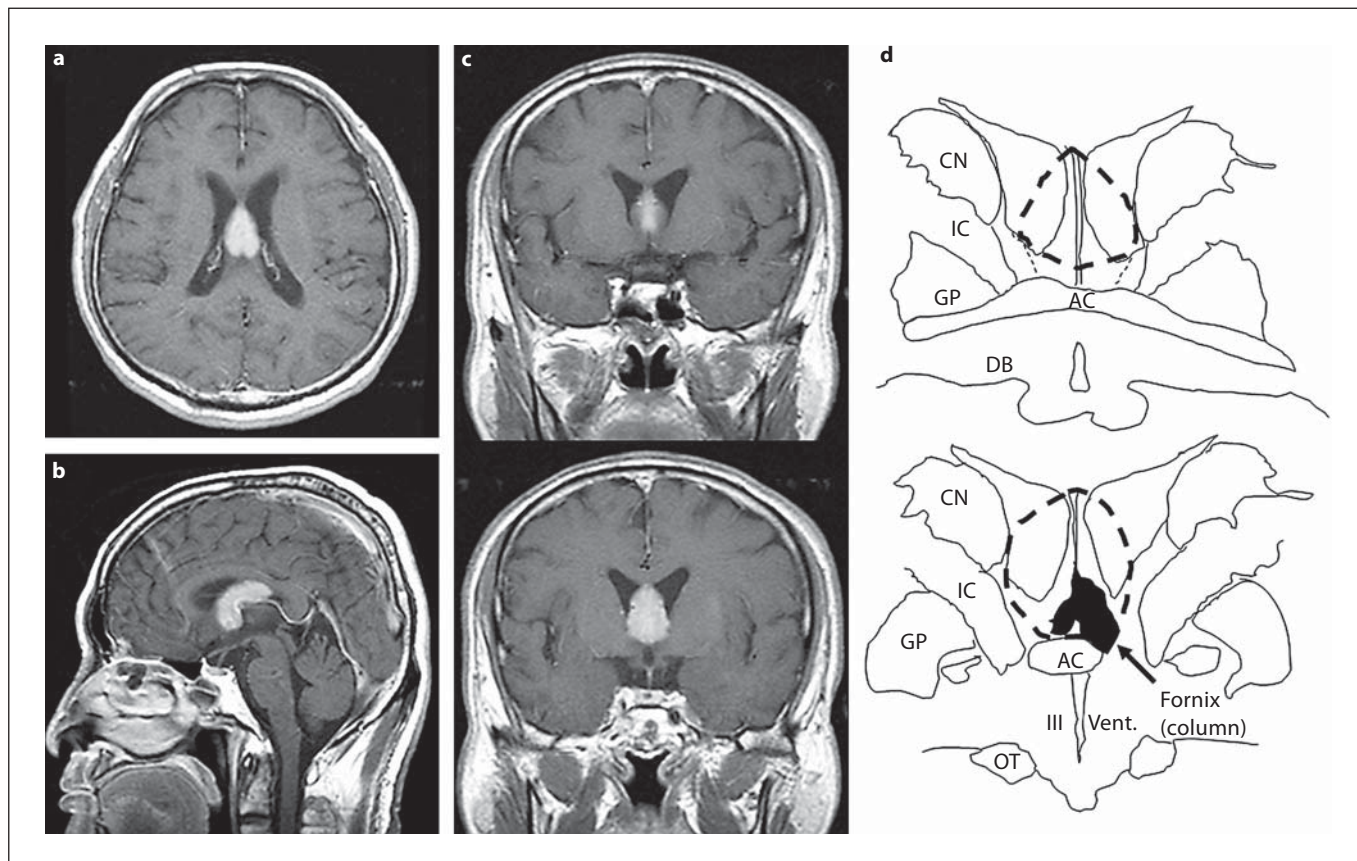 a
b
c
d
CN
IC
GP
AC
DB
CN
IC
GP
AC
III Vent.
Fornix
(column)
OT